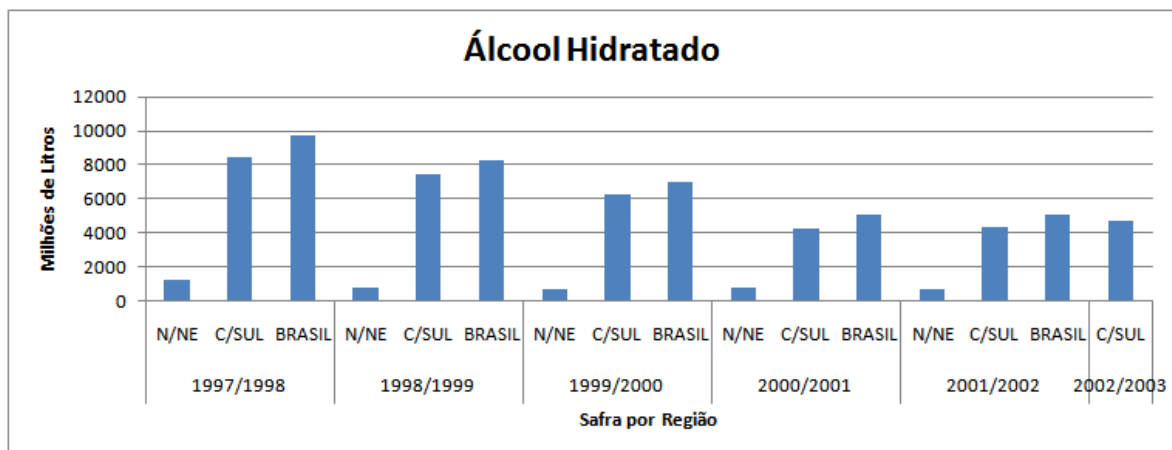 Álcool Hidratado
12000
10000
8000
6000
4000
2000
0
Milhões de Litros
N/NE C/SUL BRASIL N/NE C/SUL BRASIL N/NE C/SUL BRASIL N/NE C/SUL BRASIL N/NE C/SUL BRASIL C/SUL
1997/1998 1998/1999 1999/2000 2000/2001 2001/2002 2002/2003
Safra por Região